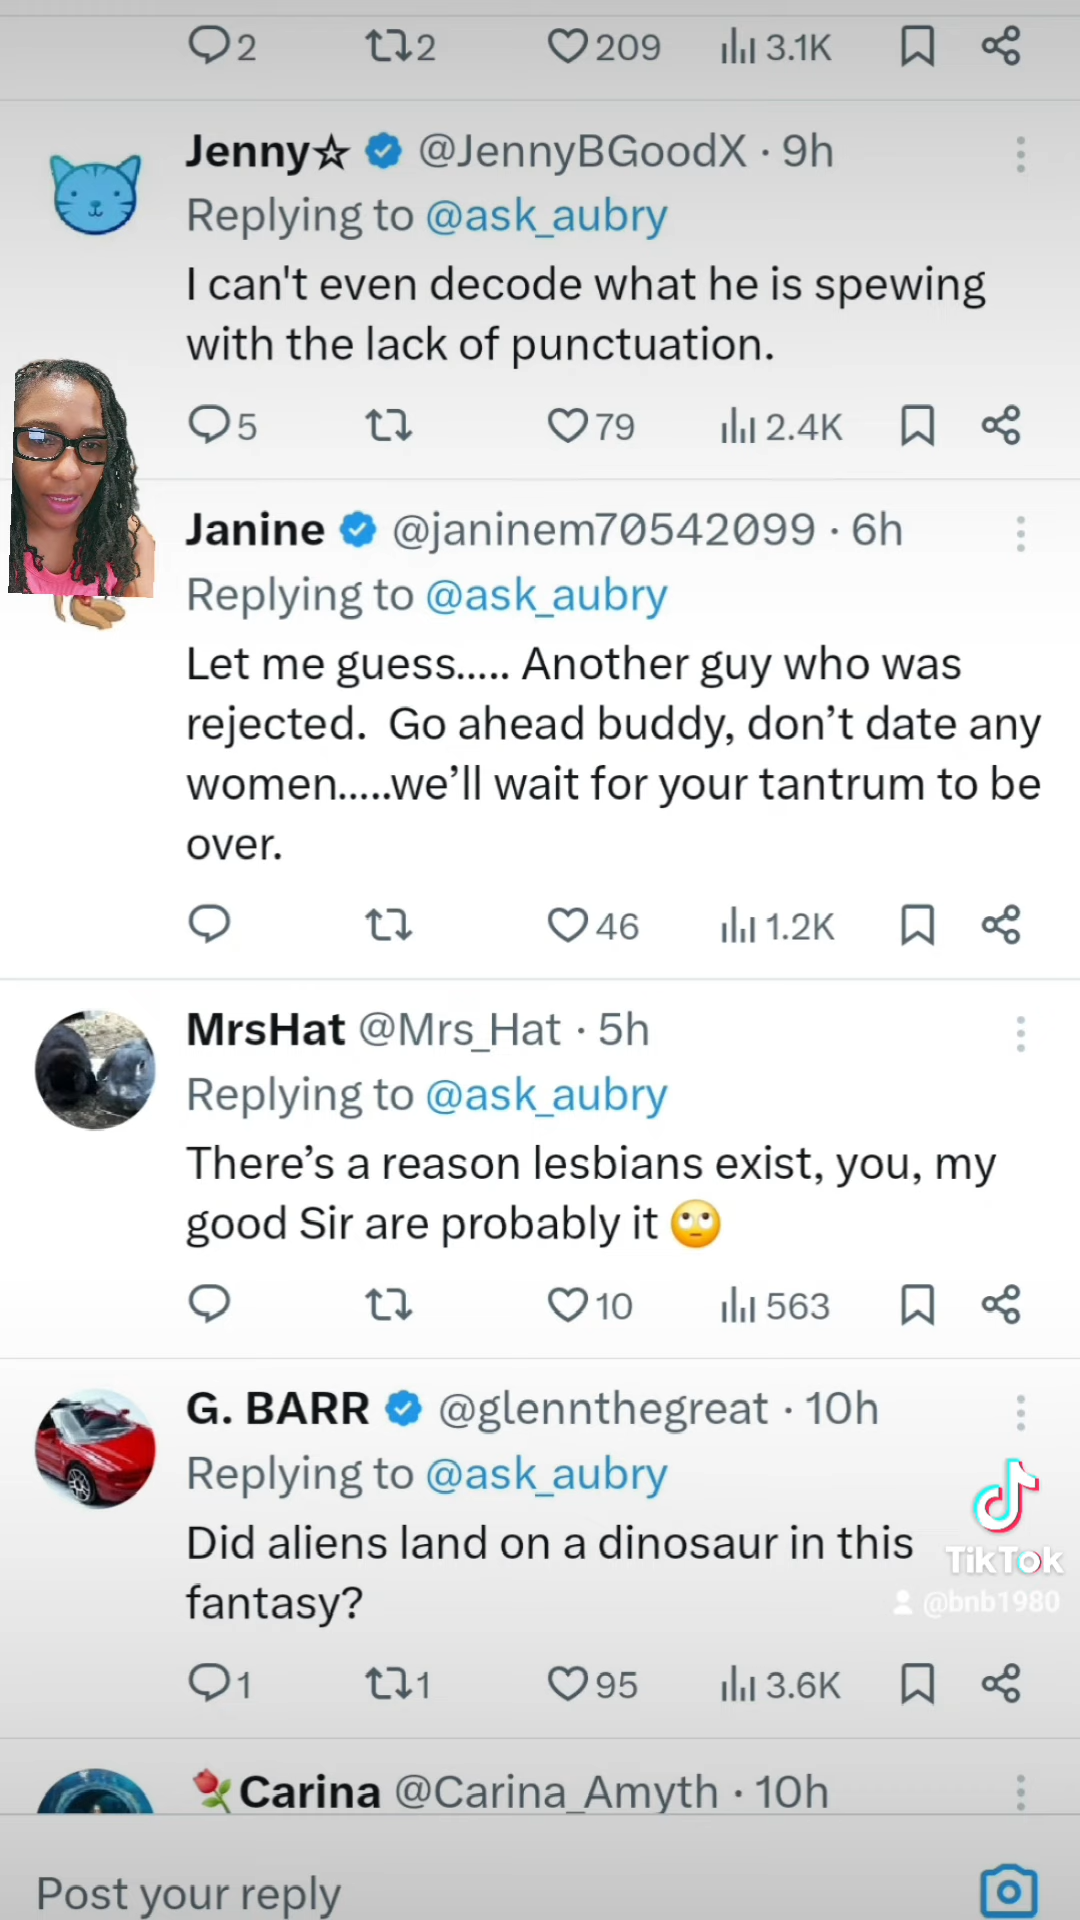 2 2 209 3.1K
Jenny☆ @JennyBGoodX · 9h
Replying to @ask_aubry
I can't even decode what he is spewing
with the lack of punctuation.
5 79 2.4K
Janine @janinem70542099 · 6h
Replying to @ask_aubry
Let me guess..... Another guy who was
rejected.  Go ahead buddy, don’t date any
women.....we’ll wait for your tantrum to be
over.
46 1.2K
MrsHat @Mrs_Hat · 5h
Replying to @ask_aubry
There’s a reason lesbians exist, you, my
good Sir are probably it 🙄
10 563
G. BARR @glennthegreat · 10h
Replying to @ask_aubry
Did aliens land on a dinosaur in this
fantasy?
TikTok
@bnb1980
1 1 95 3.6K
🌹Carina @Carina_Amyth · 10h
Post your reply